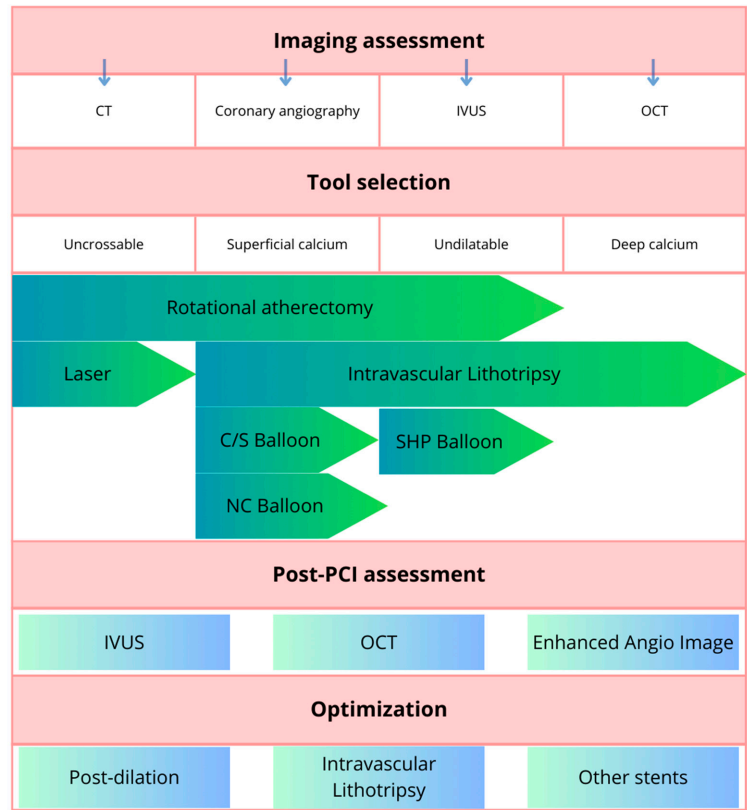 Imaging assessment
CT
Coronary angiography
IVUS
OCT
Tool selection
Uncrossable
Superficial calcium
Undilatable
Deep calcium
Rotational atherectomy
Laser
Intravascular Lithotripsy
C/S Balloon
SHP Balloon
NC Balloon
Post-PCI assessment
IVUS
OCT
Enhanced Angio Image
Optimization
Post-dilation
Intravascular
Lithotripsy
Other stents